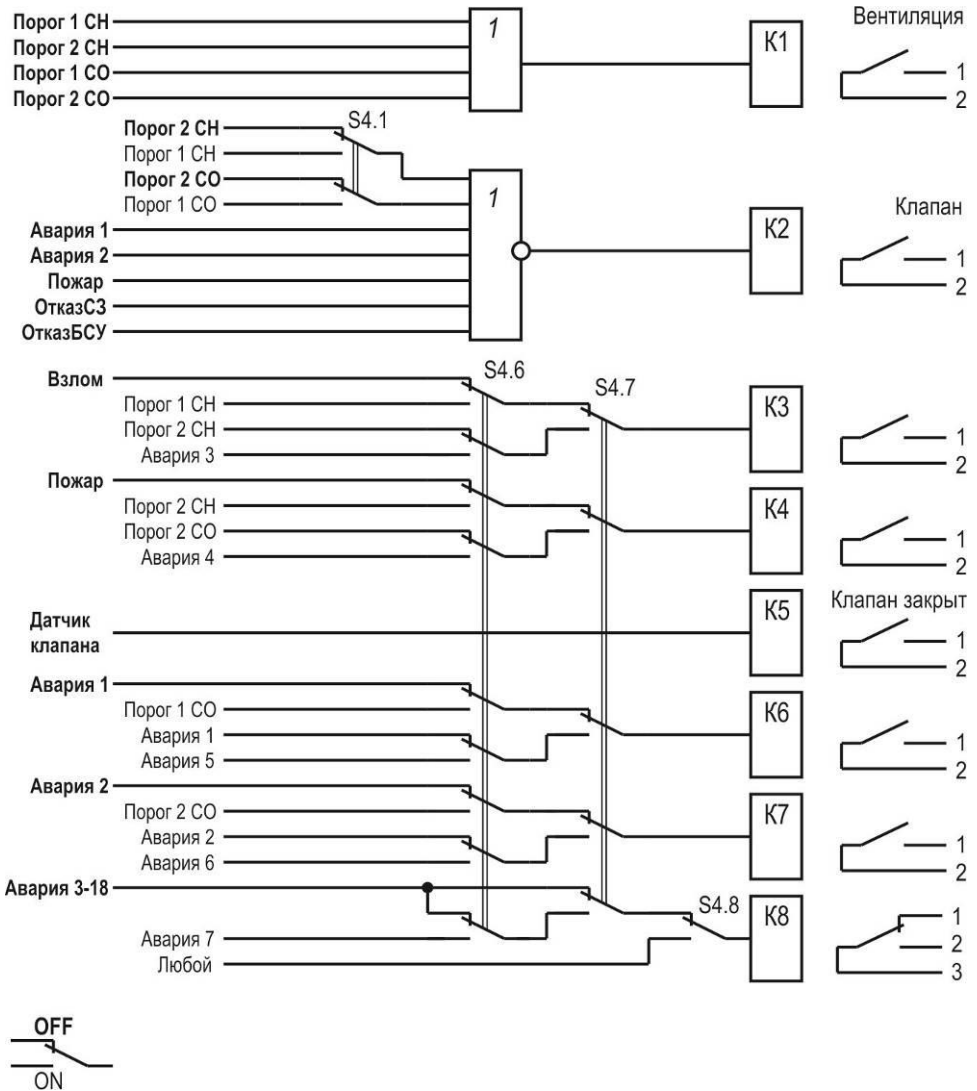 Порог 1 СН
Порог 2 СН
Порог 1 СО
Порог 2 СО
1
К1
Вентиляция
1
2
Порог 2 СН
S4.1
Порог 1 СН
Порог 2 СО
Порог 1 СО
Авария 1
Авария 2
Пожар
ОтказСЗ
ОтказБСУ
1
К2
Клапан
1
2
Взлом
S4.6
S4.7
Порог 1 СН
Порог 2 СН
Авария 3
К3
1
2
Пожар
Порог 2 СН
Порог 2 СО
Авария 4
К4
1
2
Датчик
клапана
К5
Клапан закрыт
1
2
Авария 1
Порог 1 СО
Авария 1
Авария 5
К6
1
2
Авария 2
Порог 2 СО
Авария 2
Авария 6
К7
1
2
Авария 3-18
Авария 7
Любой
S4.8
К8
1
2
3
OFF
ON